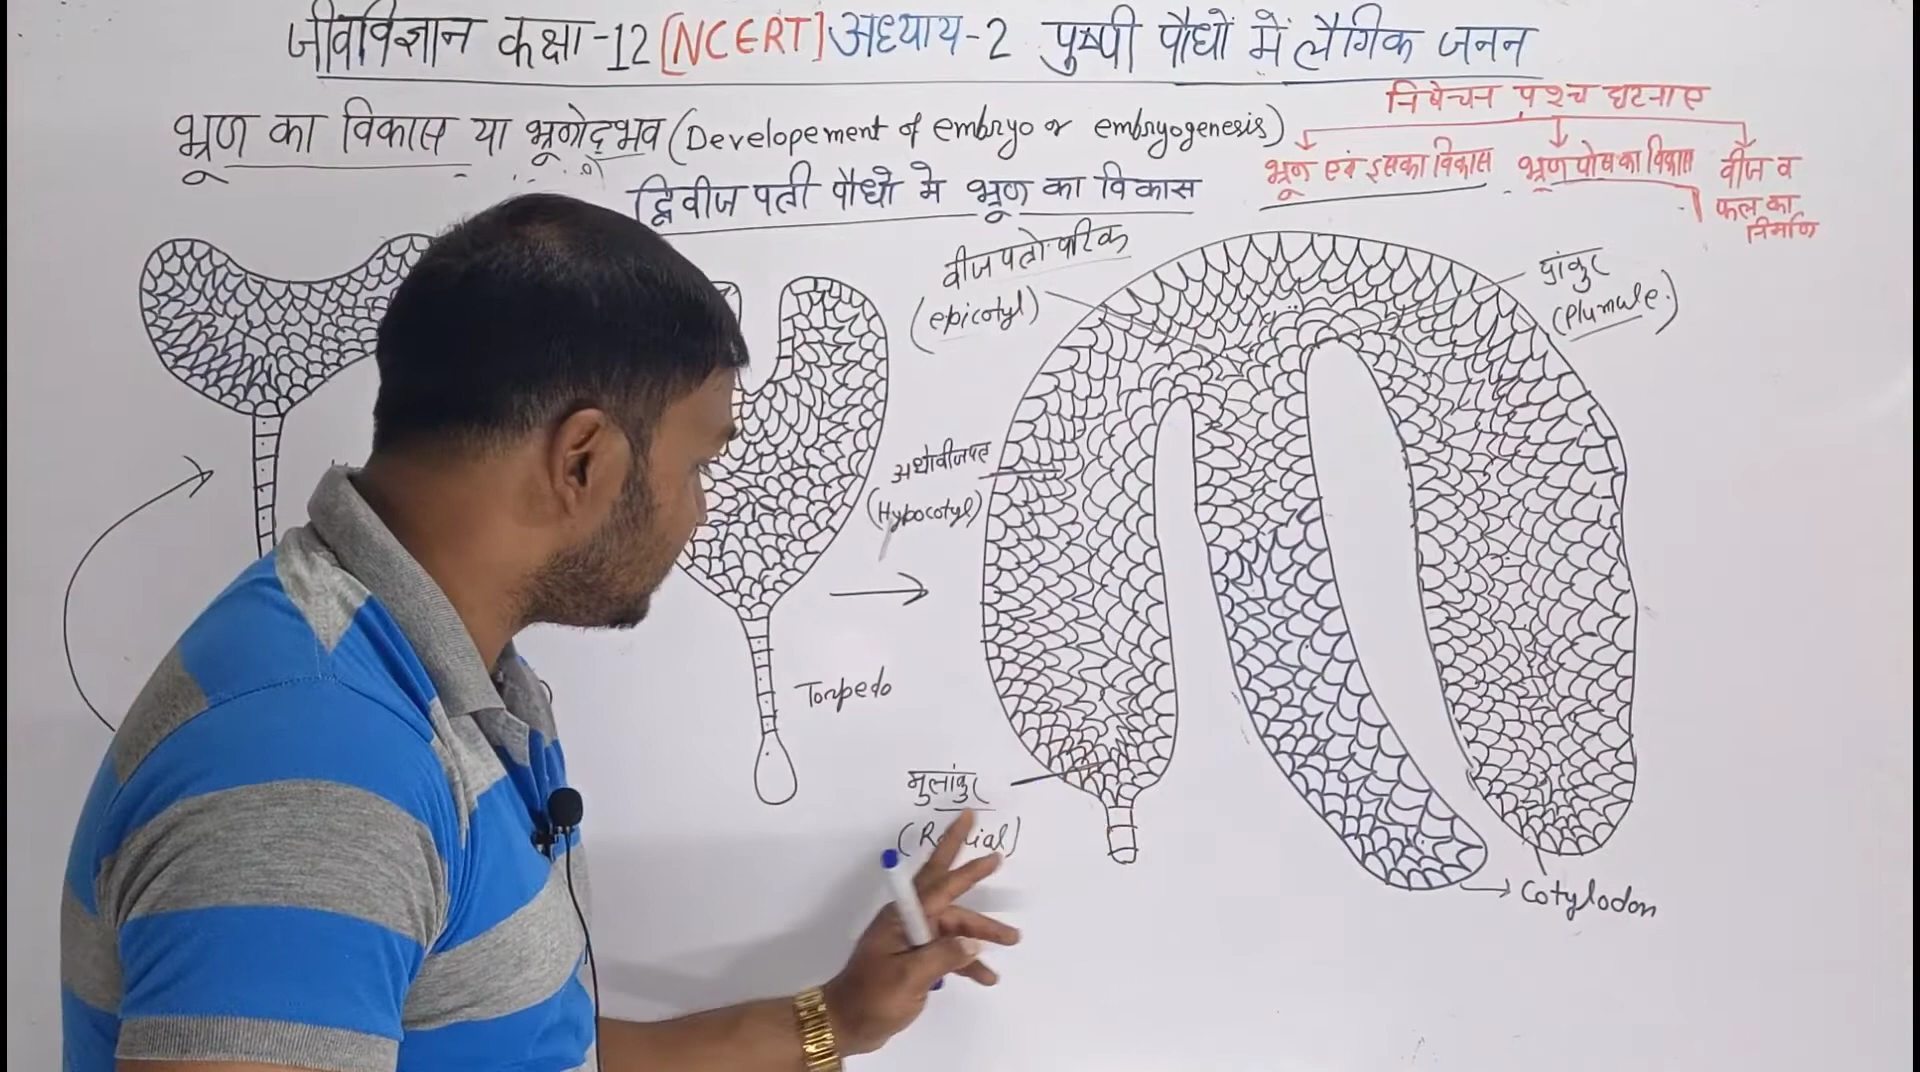 जीवविज्ञान कक्षा-12 [NCERT] अध्याय-2 पुष्पी पौधों में लैंगिक जनन
निषेचन पश्च घटनाए
भ्रूण का विकास या भ्रूणोद्भव (Developement of embryo or embryogenesis)
भ्रूण एवं इसका विकास
भ्रूण पोष का विकास
बीज व
फल का
निर्माण
द्विबीज पत्ती पौधो मे भ्रूण का विकास
बीजपतोपरिक
(epicotyl)
प्रांकुर
(Plumule)
अधोबीजपत्र
(Hypocotyl)
Torpedo
मुलांकुर
Cotylodon